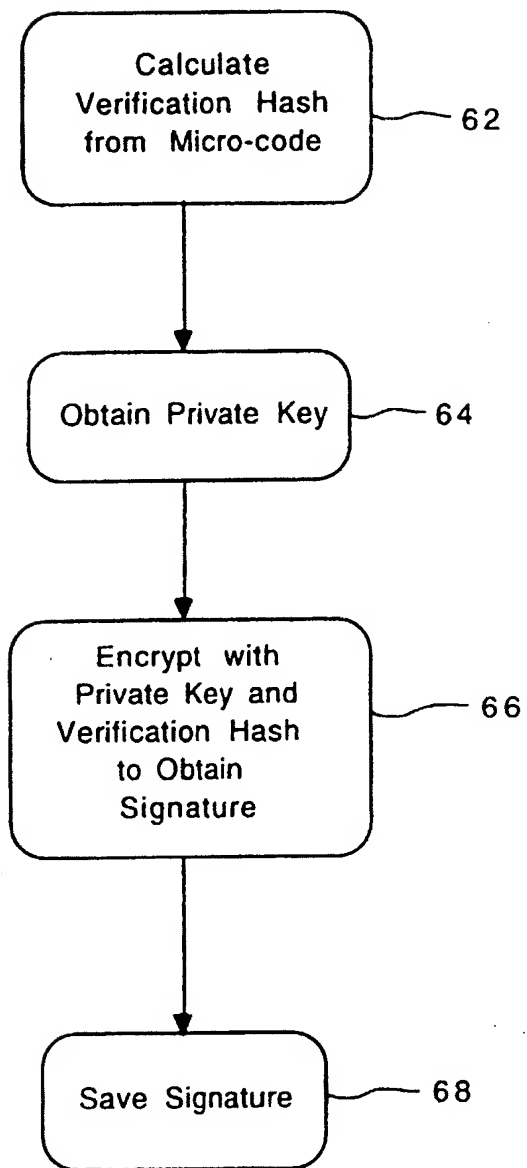 Calculate
Verification Hash
from Micro-code
62
Obtain Private Key
64
Encrypt with
Private Key and
Verification Hash
to Obtain
Signature
66
Save Signature
68